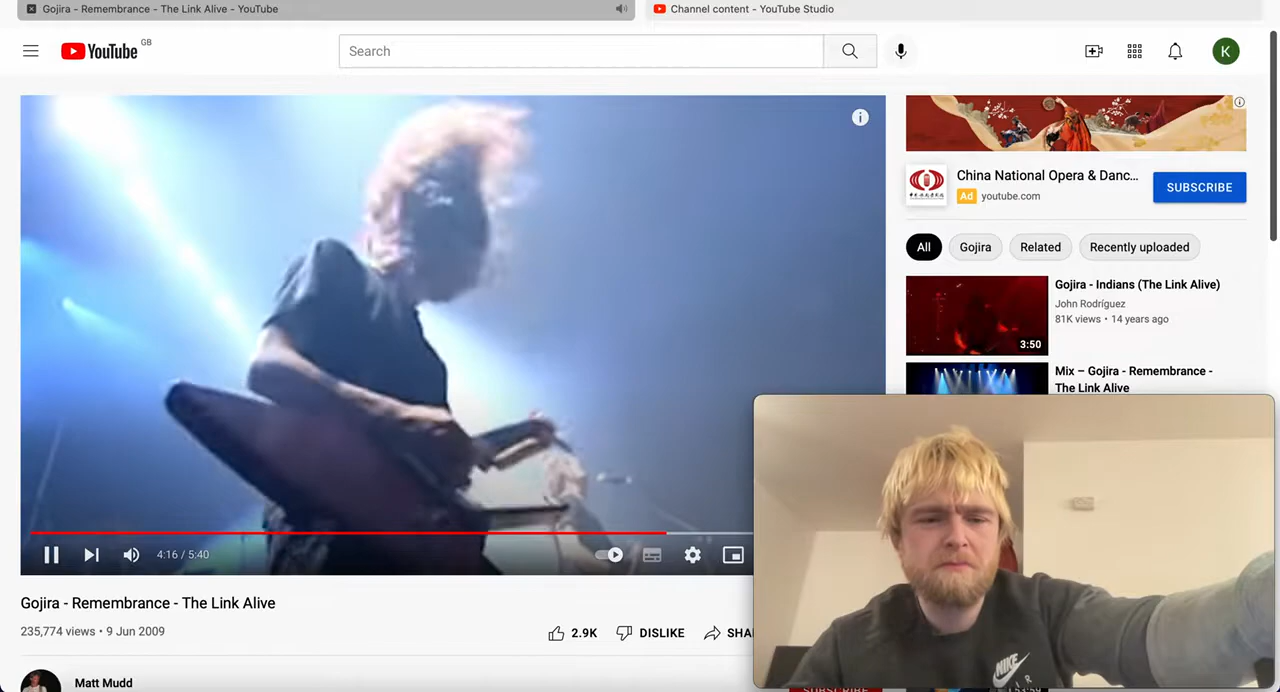 Gojira - Remembrance - The Link Alive - YouTube
Channel content - YouTube Studio
YouTube GB
Search
K
China National Opera & Danc...
Ad youtube.com
SUBSCRIBE
All
Gojira
Related
Recently uploaded
Gojira - Indians (The Link Alive)
John Rodríguez
81K views • 14 years ago
3:50
Mix – Gojira - Remembrance -
The Link Alive
4:16 / 5:40
Gojira - Remembrance - The Link Alive
235,774 views • 9 Jun 2009
2.9K
DISLIKE
SHA
Matt Mudd
NIKE